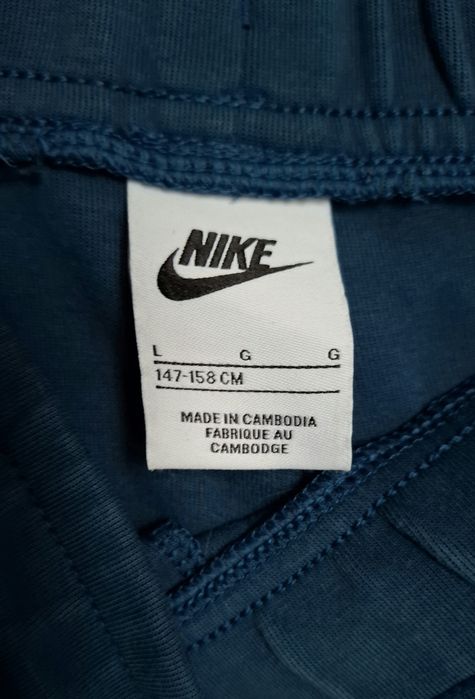 NIKE
L G G
147-158 CM
MADE IN CAMBODIA
FABRIQUE AU
CAMBODGE